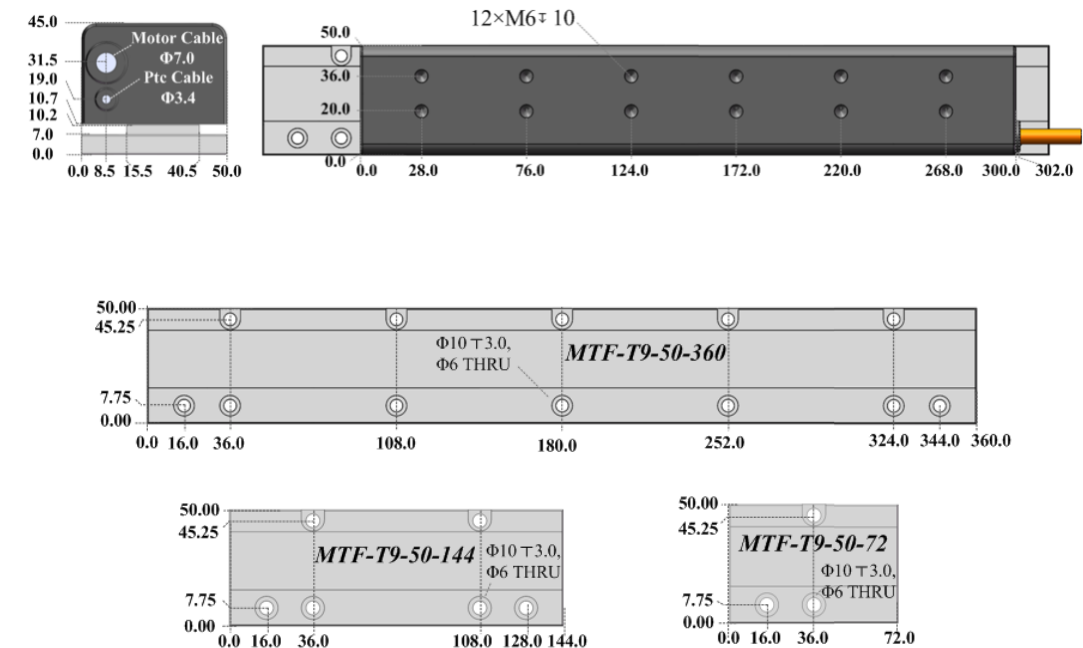 45.0
31.5
19.0
10.7
10.2
7.0
0.0
Motor Cable
Φ7.0
Ptc Cable
Φ3.4
0.0 8.5 15.5 40.5 50.0
12×M6↧ 10
50.0
36.0
20.0
0.0
0.0 28.0 76.0 124.0 172.0 220.0 268.0 300.0 302.0
50.00
45.25
7.75
0.00
Φ10⊤3.0,
Φ6 THRU
MTF-T9-50-360
0.0 16.0 36.0 108.0 180.0 252.0 324.0 344.0 360.0
50.00
45.25
7.75
0.00
MTF-T9-50-144
Φ10⊤3.0,
Φ6 THRU
0.0 16.0 36.0 108.0 128.0 144.0
50.00
45.25
7.75
0.00
MTF-T9-50-72
Φ10⊤3.0,
Φ6 THRU
0.0 16.0 36.0 72.0